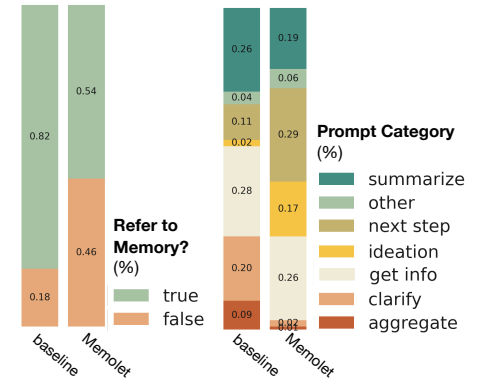 0.82
0.18
0.54
0.46
baseline
Memolet
Refer to
Memory?
(%)
true
false
0.26
0.04
0.11
0.02
0.28
0.20
0.09
0.19
0.06
0.29
0.17
0.26
0.02
0.01
baseline
Memolet
Prompt Category
(%)
summarize
other
next step
ideation
get info
clarify
aggregate